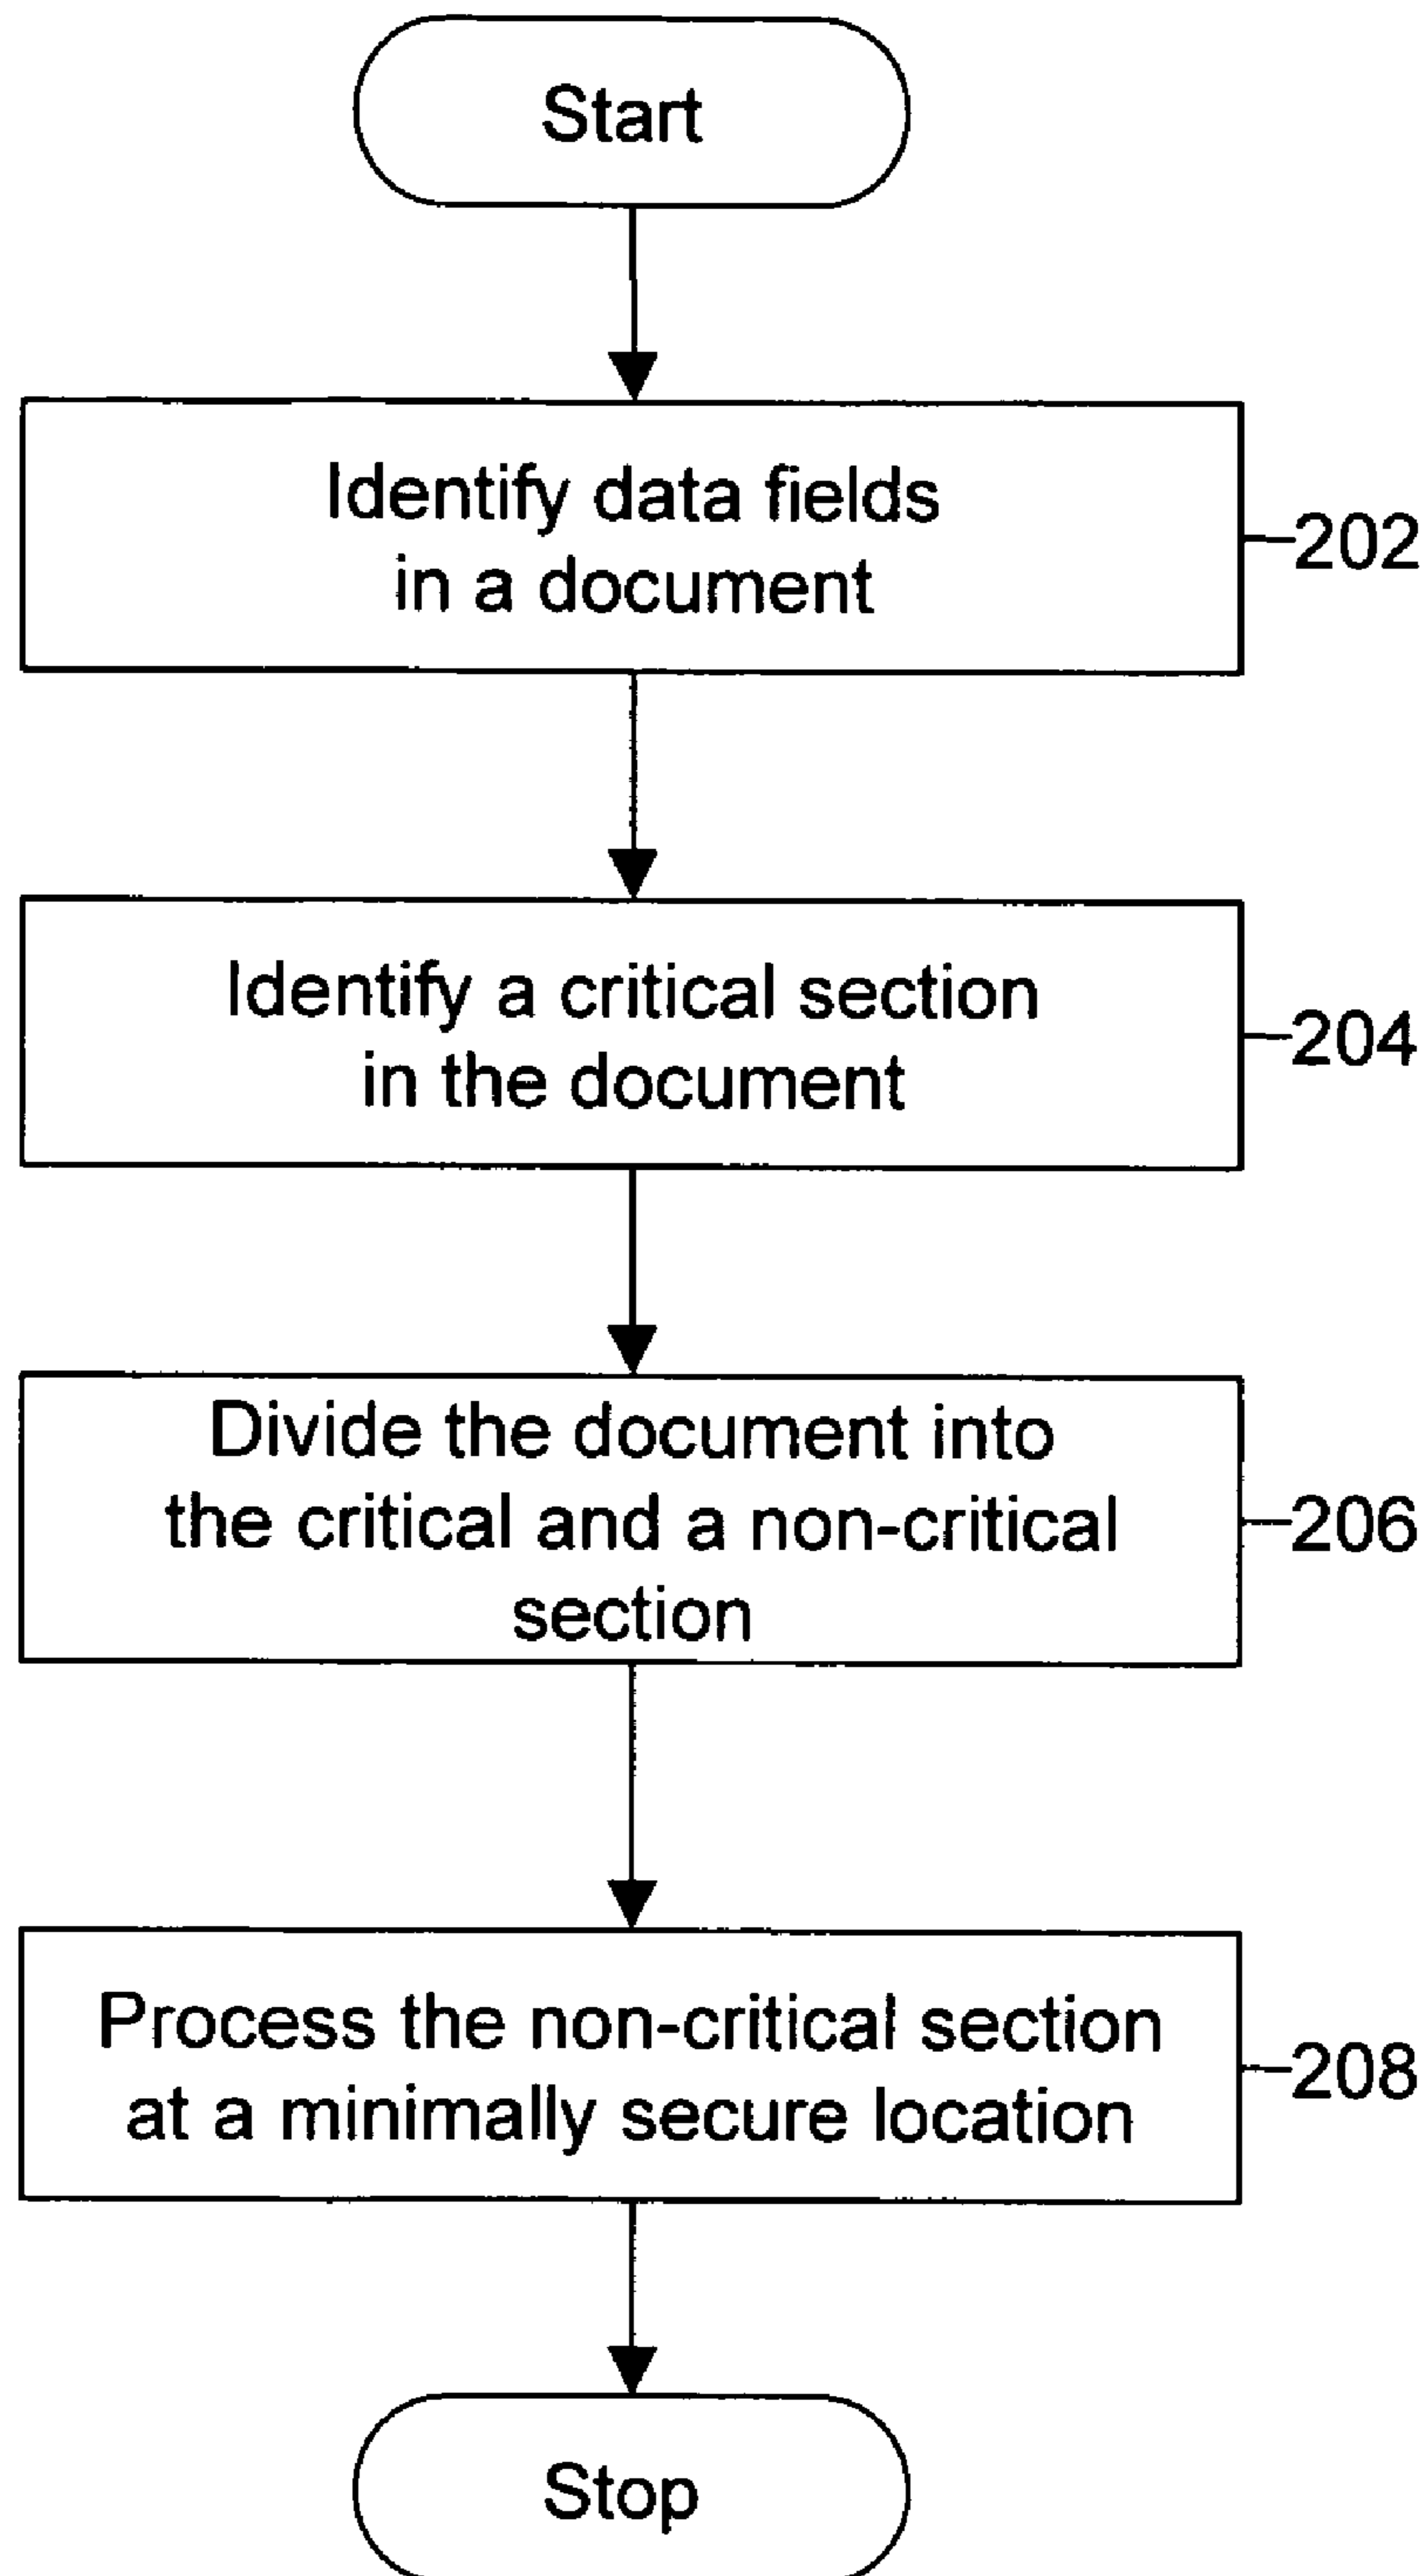 Start
Identify data fields
in a document
202
Identify a critical section
in the document
204
Divide the document into
the critical and a non-critical
section
206
Process the non-critical section
at a minimally secure location
208
Stop